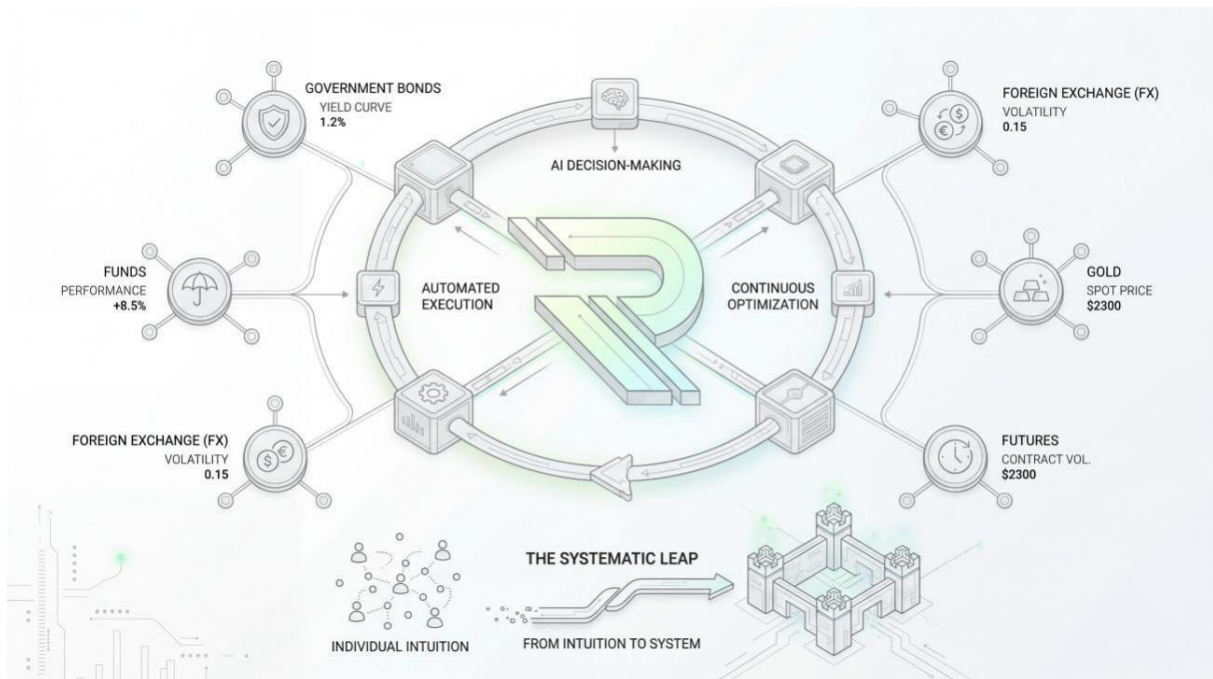 GOVERNMENT BONDS
YIELD CURVE
1.2%
FOREIGN EXCHANGE (FX)
VOLATILITY
0.15
AI DECISION-MAKING
FUNDS
PERFORMANCE
+8.5%
AUTOMATED
EXECUTION
CONTINUOUS
OPTIMIZATION
GOLD
SPOT PRICE
$2300
FOREIGN EXCHANGE (FX)
VOLATILITY
0.15
FUTURES
CONTRACT VOL.
$2300
THE SYSTEMATIC LEAP
INDIVIDUAL INTUITION
FROM INTUITION TO SYSTEM